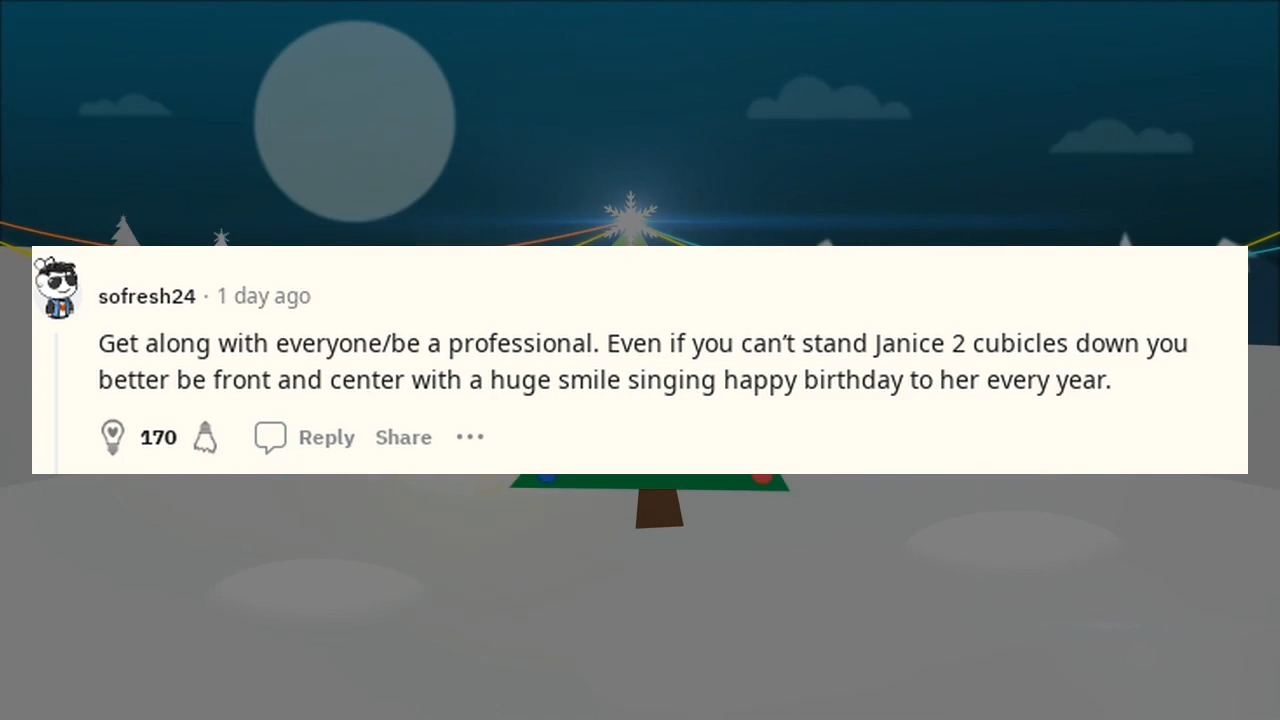 sofresh24 · 1 day ago
Get along with everyone/be a professional. Even if you can’t stand Janice 2 cubicles down you
better be front and center with a huge smile singing happy birthday to her every year.
170 Reply Share •••